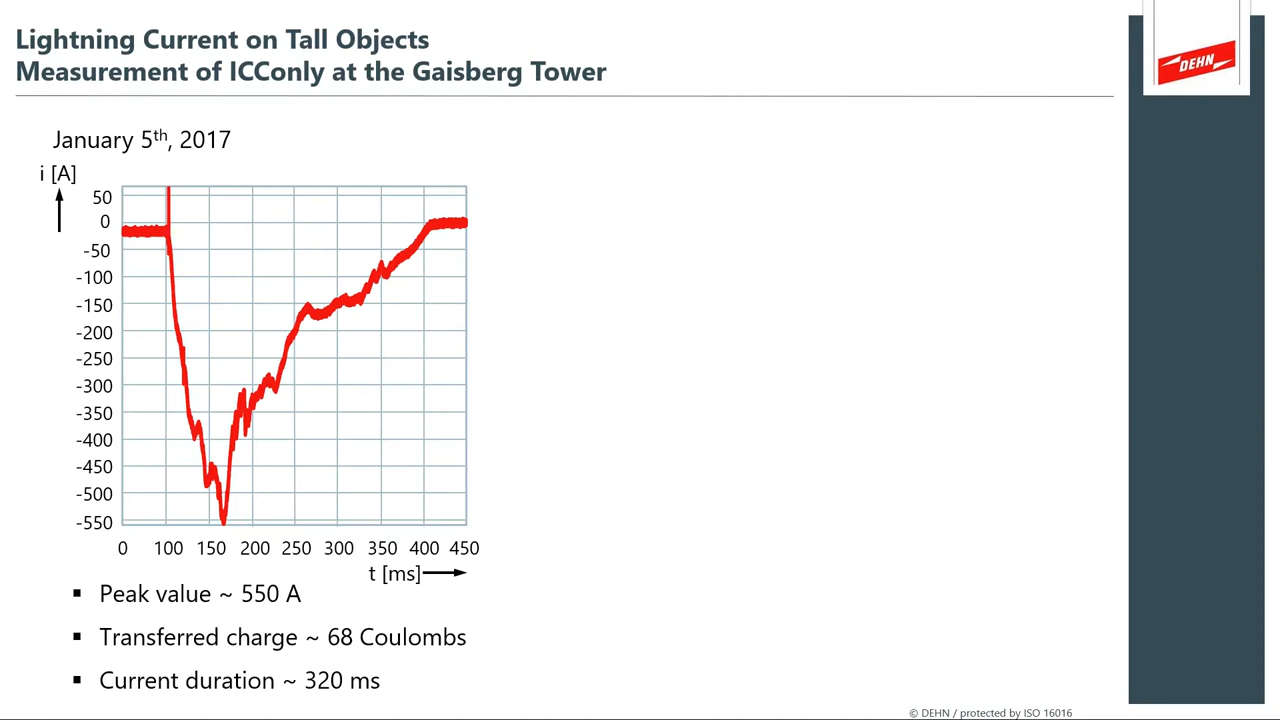 Lightning Current on Tall Objects
Measurement of ICConly at the Gaisberg Tower
DEHN
January 5th, 2017
i [A]
50
0
-50
-100
-150
-200
-250
-300
-350
-400
-450
-500
-550
0 100 150 200 250 300 350 400 450
t [ms]
▪ Peak value ~ 550 A
▪ Transferred charge ~ 68 Coulombs
▪ Current duration ~ 320 ms
© DEHN / protected by ISO 16016